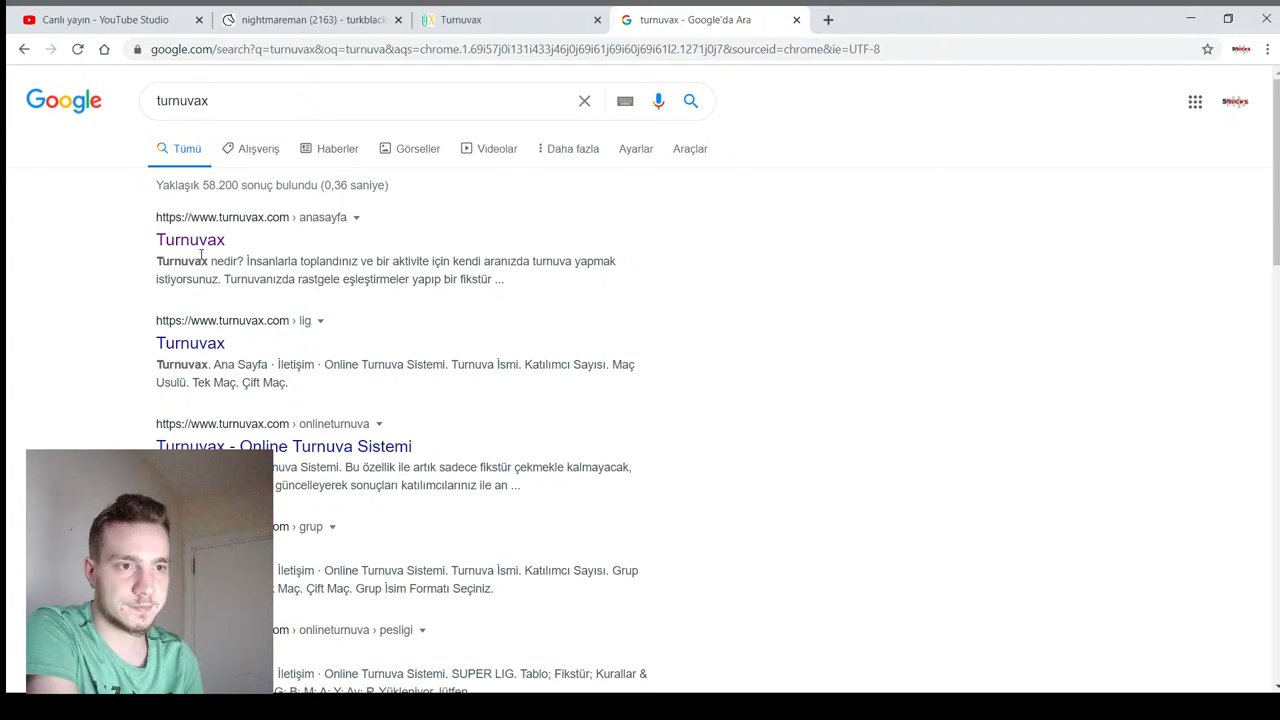 Canlı yayın - YouTube Studio
nightmareman (2163) - turkblack
Turnuvax
turnuvax - Google'da Ara
google.com/search?q=turnuvax&oq=turnuva&aqs=chrome.1.69i57j0i131i433j46j0j69i61j69i60j69i61l2.1271j0j7&sourceid=chrome&ie=UTF-8
Google
turnuvax
Tümü
Alışveriş
Haberler
Görseller
Videolar
Daha fazla
Ayarlar
Araçlar
Yaklaşık 58.200 sonuç bulundu (0,36 saniye)
https://www.turnuvax.com › anasayfa
Turnuvax
Turnuvax nedir? İnsanlarla toplandınız ve bir aktivite için kendi aranızda turnuva yapmak
istiyorsunuz. Turnuvanızda rastgele eşleştirmeler yapıp bir fikstür ...
https://www.turnuvax.com › lig
Turnuvax
Turnuvax. Ana Sayfa · İletişim · Online Turnuva Sistemi. Turnuva İsmi. Katılımcı Sayısı. Maç
Usulü. Tek Maç. Çift Maç.
https://www.turnuvax.com › onlineturnuva
Turnuvax - Online Turnuva Sistemi
nuva Sistemi. Bu özellik ile artık sadece fikstür çekmekle kalmayacak,
güncelleyerek sonuçları katılımcılarınız ile an ...
om › grup
İletişim · Online Turnuva Sistemi. Turnuva İsmi. Katılımcı Sayısı. Grup
Maç. Çift Maç. Grup İsim Formatı Seçiniz.
om › onlineturnuva › pesligi
İletişim · Online Turnuva Sistemi. SUPER LIG. Tablo; Fikstür; Kurallar &
G; B; M; A; Y; Av; P. Yükleniyor, lütfen